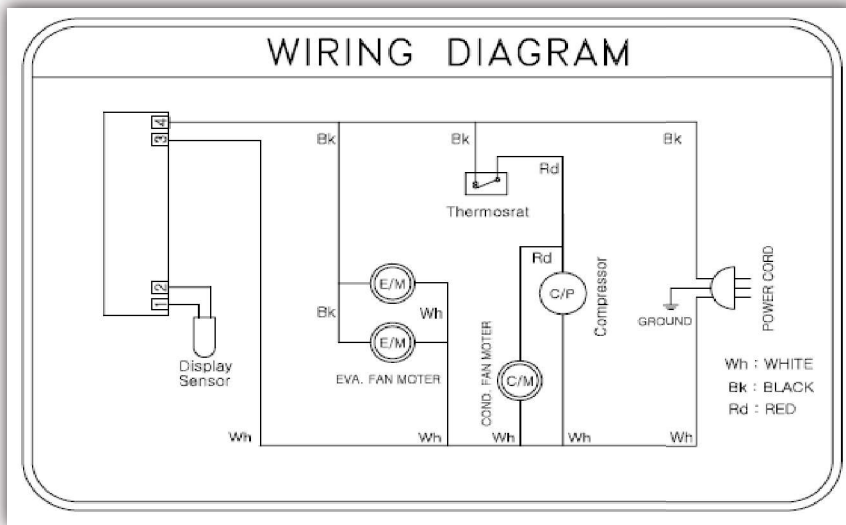 WIRING DIAGRAM
4
3
Bk
Bk
Bk
Rd
Thermosrat
Rd
2
1
E/M
Wh
Bk
E/M
C/P
Compressor
GROUND
POWER CORD
Display
Sensor
EVA. FAN MOTER
COND. FAN MOTER
C/M
Wh : WHITE
Bk : BLACK
Rd : RED
Wh
Wh
Wh
Wh
Wh